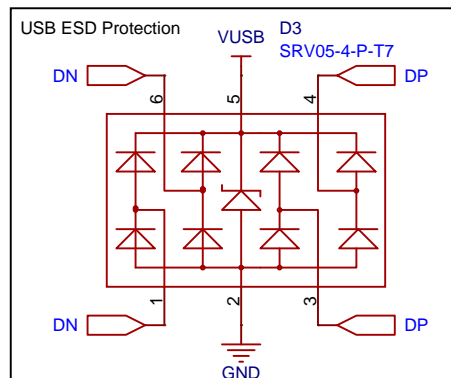 USB ESD Protection
VUSB
D3
SRV05-4-P-T7
DN
DP
6
5
4
1
2
3
DN
DP
GND